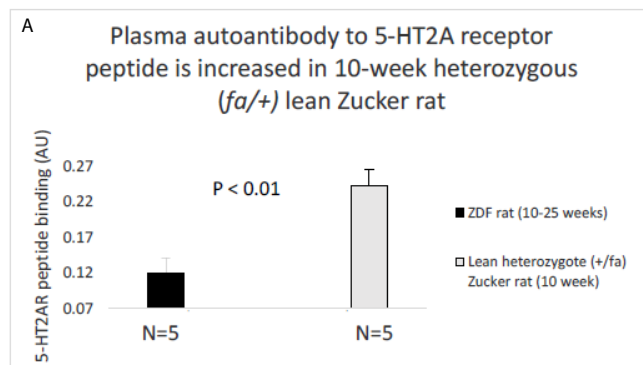 A
Plasma autoantibody to 5-HT2A receptor
peptide is increased in 10-week heterozygous
(fa/+) lean Zucker rat
5-HT2AR peptide binding (AU)
0.27
0.22
0.17
0.12
0.07
P < 0.01
N=5
N=5
ZDF rat (10-25 weeks)
Lean heterozygote (+/fa)
Zucker rat (10 week)